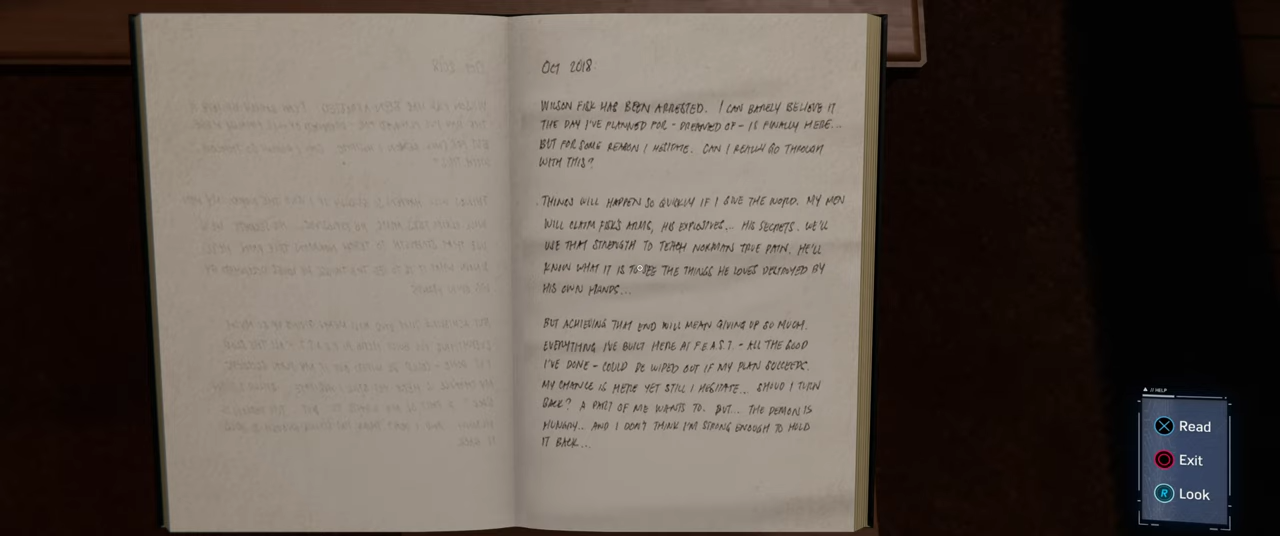 Oct 2018
WILSON FISK HAS BEEN ARRESTED. I CAN BARELY BELIEVE IT
THE DAY I'VE PLANNED FOR - DREAMED OF - IS FINALLY HERE...
BUT FOR SOME REASON I HESITATE. CAN I REALLY GO THROUGH
WITH THIS?
THINGS WILL HAPPEN SO QUICKLY IF I GIVE THE WORD. MY MEN
WILL CLAIM FISK'S ARMS, HIS EXPLOSIVES... HIS SECRETS. WE'LL
USE THAT STRENGTH TO TEACH NORMAN TRUE PAIN. HE'LL
KNOW WHAT IT IS TO SEE THE THINGS HE LOVES DESTROYED BY
HIS OWN HANDS...
BUT ACHIEVING THAT END WILL MEAN GIVING UP SO MUCH.
EVERYTHING I'VE BUILT HERE AT F.E.A.S.T - ALL THE GOOD
I'VE DONE - COULD BE WIPED OUT IF MY PLAN SUCCEEDS.
MY CHANCE IS HERE YET STILL I HESITATE... SHOULD I TURN
BACK? A PART OF ME WANTS TO. BUT... THE DEMON IS
HUNGRY... AND I DON'T THINK I'M STRONG ENOUGH TO HOLD
IT BACK...
// HELP
Read
Exit
R Look